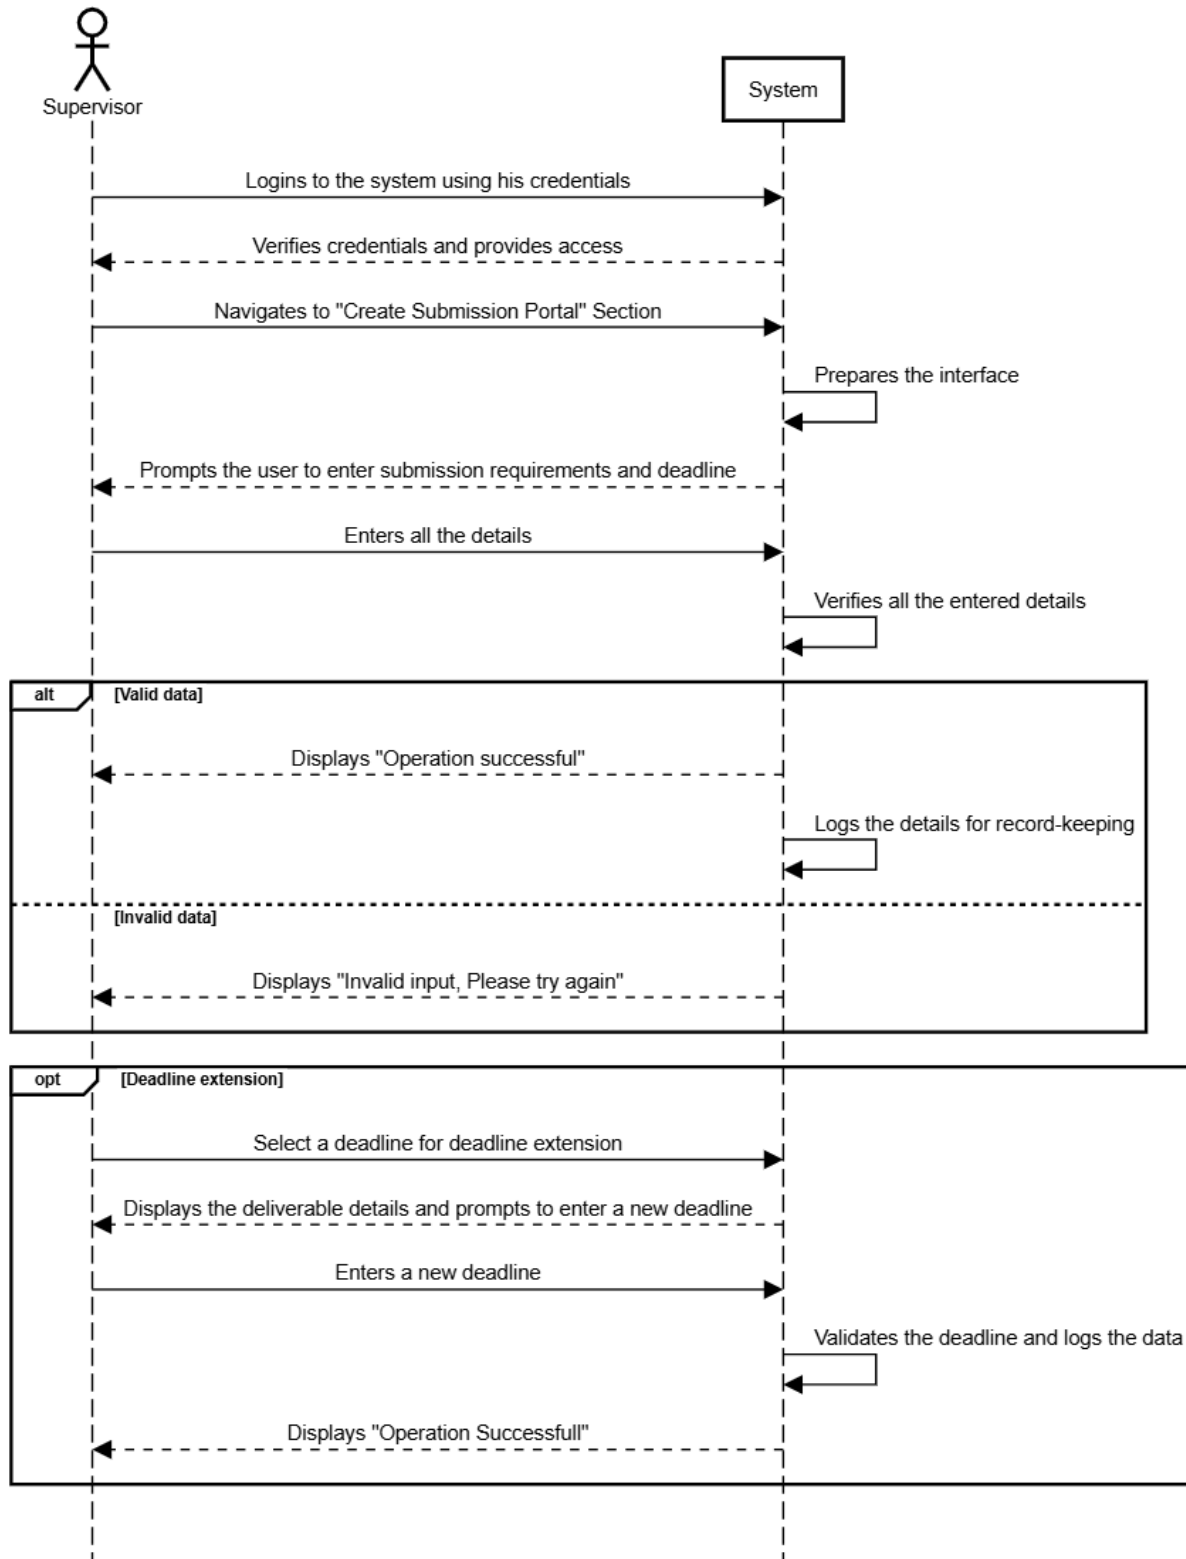 Supervisor
System
Logins to the system using his credentials
Verifies credentials and provides access
Navigates to "Create Submission Portal" Section
Prepares the interface
Prompts the user to enter submission requirements and deadline
Enters all the details
Verifies all the entered details
alt
[Valid data]
Displays "Operation successful"
Logs the details for record-keeping
[Invalid data]
Displays "Invalid input, Please try again"
opt
[Deadline extension]
Select a deadline for deadline extension
Displays the deliverable details and prompts to enter a new deadline
Enters a new deadline
Validates the deadline and logs the data
Displays "Operation Successfull"